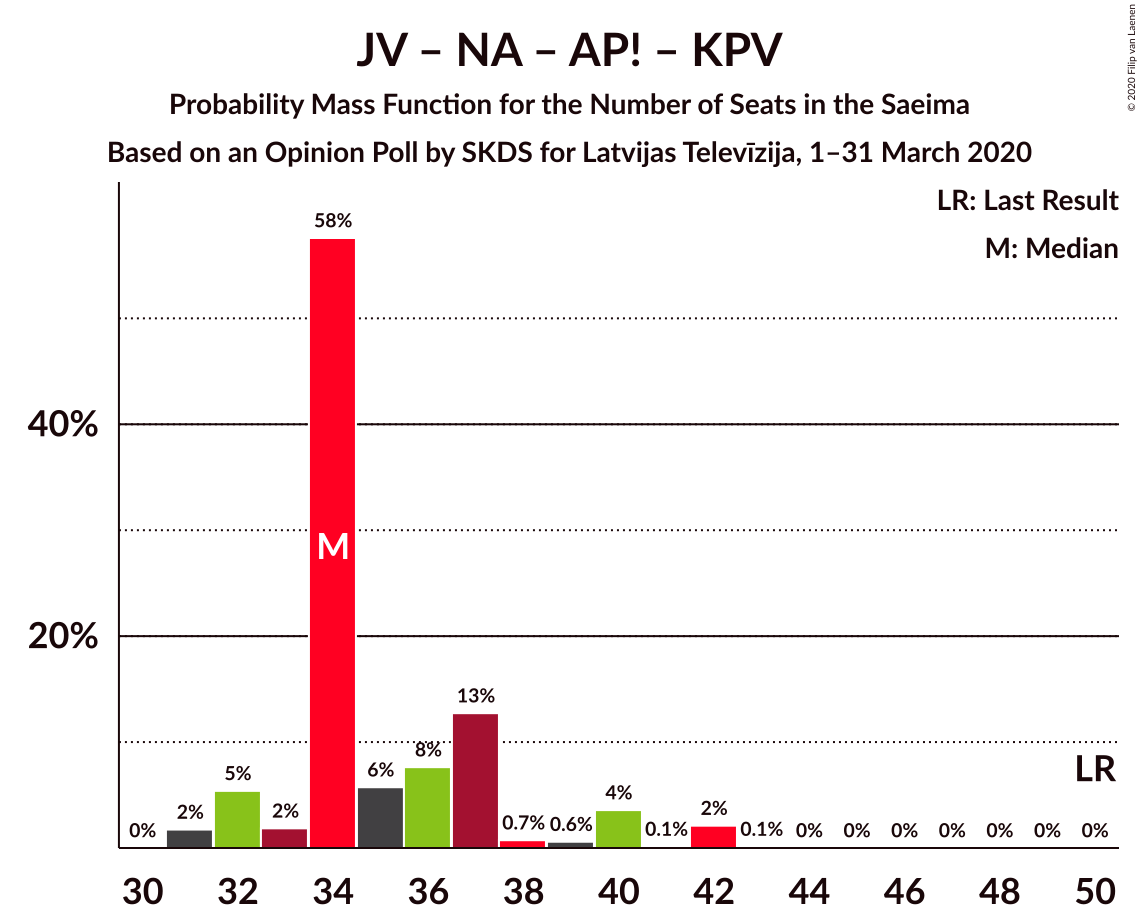 JV – NA – AP! – KPV
Probability Mass Function for the Number of Seats in the Saeima
Based on an Opinion Poll by SKDS for Latvijas Televīzija, 1–31 March 2020
© 2020 Filip van Laenen
LR: Last Result
M: Median
58%
40%
M
20%
13%
8%
6%
5%
4%
2%
2%
2%
0.7%
0.6%
0.1%
0.1%
0%
0%
0%
0%
0%
0%
0%
0%
LR
30 32 34 36 38 40 42 44 46 48 50